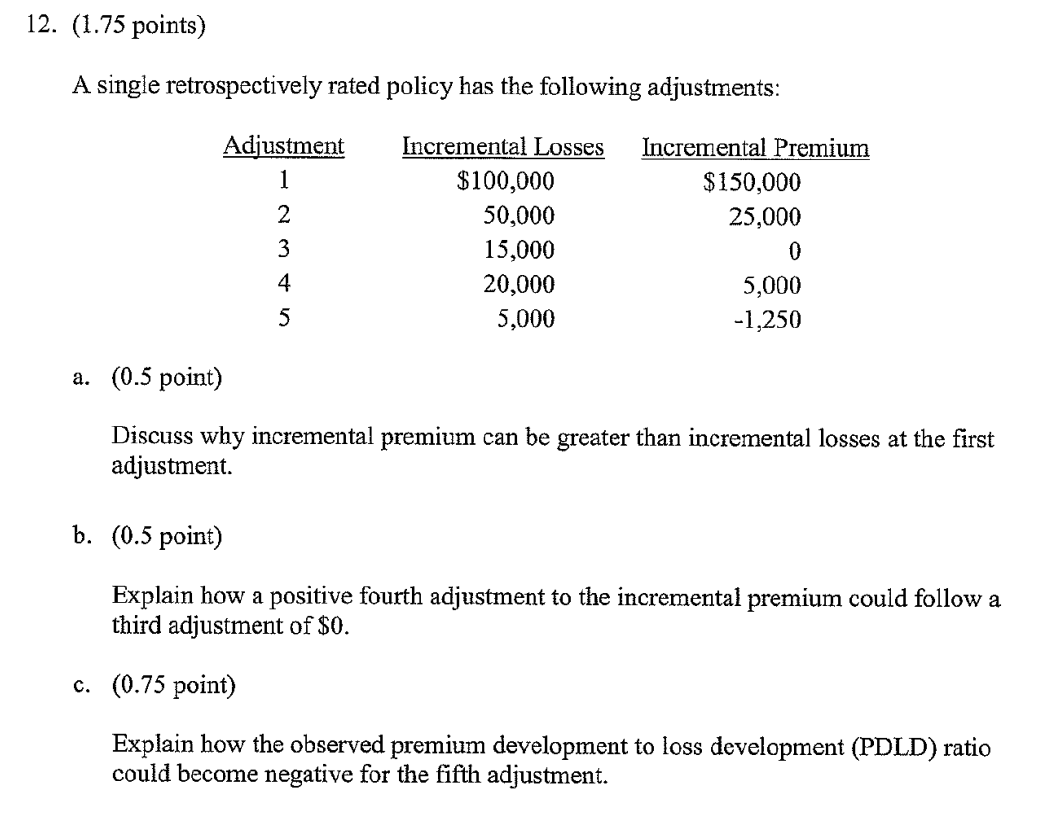 12. (1.75 points)
A single retrospectively rated policy has the following adjustments:
Adjustment Incremental Losses Incremental Premium
1 $100,000 $150,000
2 50,000 25,000
3 15,000 0
4 20,000 5,000
5 5,000 -1,250
a. (0.5 point)
Discuss why incremental premium can be greater than incremental losses at the first
adjustment.
b. (0.5 point)
Explain how a positive fourth adjustment to the incremental premium could follow a
third adjustment of $0.
c. (0.75 point)
Explain how the observed premium development to loss development (PDLD) ratio
could become negative for the fifth adjustment.